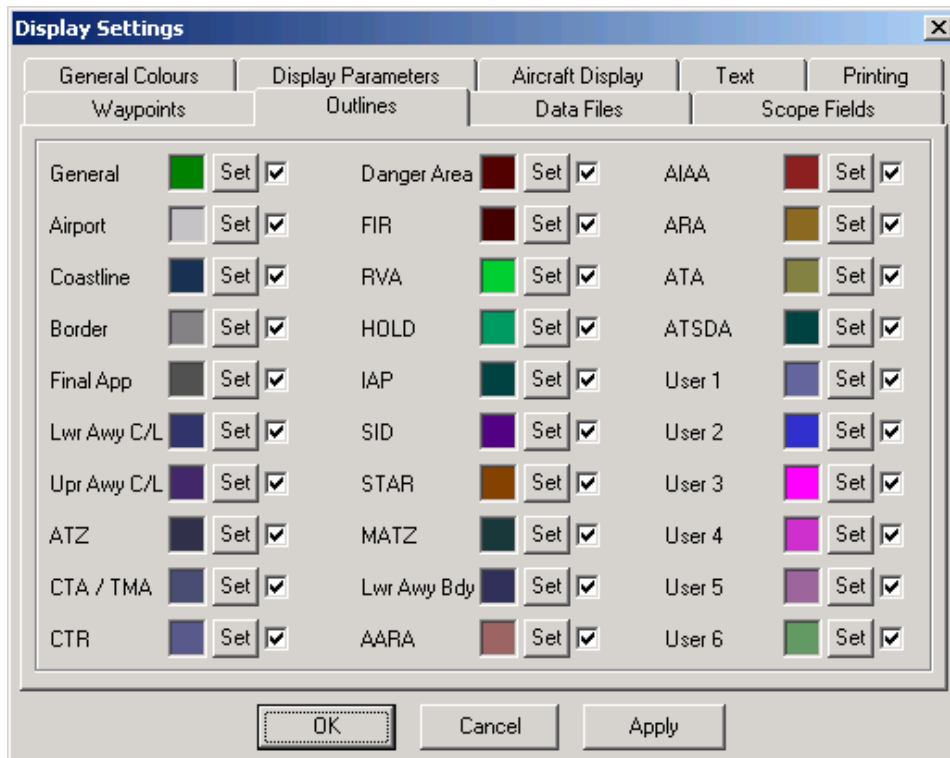 Display Settings
General Colours Display Parameters Aircraft Display Text Printing
Waypoints Outlines Data Files Scope Fields
General Set Danger Area Set AIAA Set
Airport Set FIR Set ARA Set
Coastline Set RVA Set ATA Set
Border Set HOLD Set ATSDA Set
Final App Set IAP Set User 1 Set
Lwr Awy C/L Set SID Set User 2 Set
Upr Awy C/L Set STAR Set User 3 Set
ATZ Set MATZ Set User 4 Set
CTA / TMA Set Lwr Awy Bdy Set User 5 Set
CTR Set AARA Set User 6 Set
OK Cancel Apply